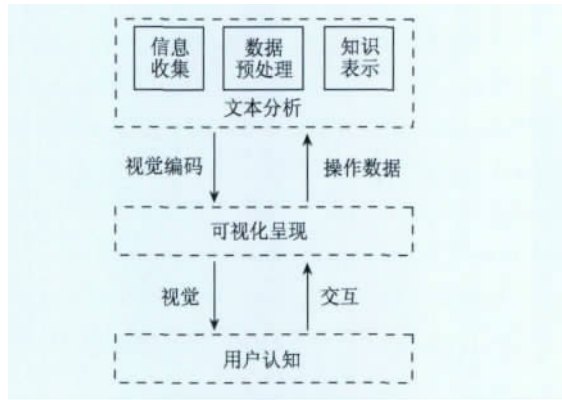 信息
收集
数据
预处理
知识
表示
文本分析
视觉编码
操作数据
可视化呈现
视觉
交互
用户认知